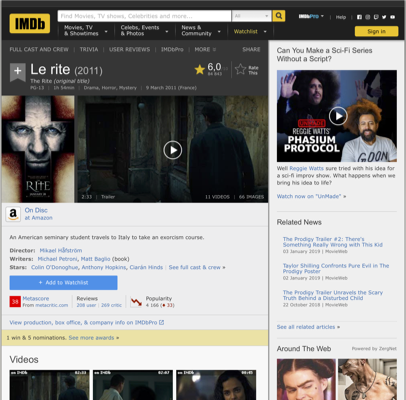 IMDb
Find Movies, TV shows, Celebrities and more...
All
IMDbPro
Help
Movies, TV
& Showtimes
Celebs, Events
& Photos
News &
Community
Watchlist
Sign in
FULL CAST AND CREW | TRIVIA | USER REVIEWS | IMDbPro | MORE
SHARE
Le rite (2011)
The Rite (original title)
PG-13 | 1h 54min | Drama, Horror, Mystery | 9 March 2011 (France)
6,0
Rate
This
RITE
2:33 | Trailer
11 VIDEOS | 66 IMAGES
On Disc
at Amazon
An American seminary student travels to Italy to take an exorcism course.
Director: Mikael Håfström
Writers: Michael Petroni, Matt Baglio (book)
Stars: Colin O'Donoghue, Anthony Hopkins, Ciarán Hinds | See full cast & crew »
+ Add to Watchlist
38
Metascore
From metacritic.com
Reviews
208 user | 268 critic
Popularity
4 166
View production, box office, & company info on IMDbPro
1 win & 5 nominations. See more awards »
Videos
Can You Make a Sci-Fi Series
Without a Script?
REGGIE WATTS'
PHASIUM
PROTOCOL
Well Reggie Watts sure tried with his idea for
a sci-fi improv show. What happens when we
bring his idea to life?
Watch now on "UnMade" »
Related News
The Prodigy Trailer #2: There's
Something Really Wrong with This Kid
03 January 2019 | MovieWeb
Taylor Schilling Confronts Pure Evil in The
Prodigy Poster
02 January 2019 | MovieWeb
The Prodigy Trailer Unravels the Scary
Truth Behind a Disturbed Child
22 October 2018 | MovieWeb
See all related articles »
Around The Web
Powered by ZergNet